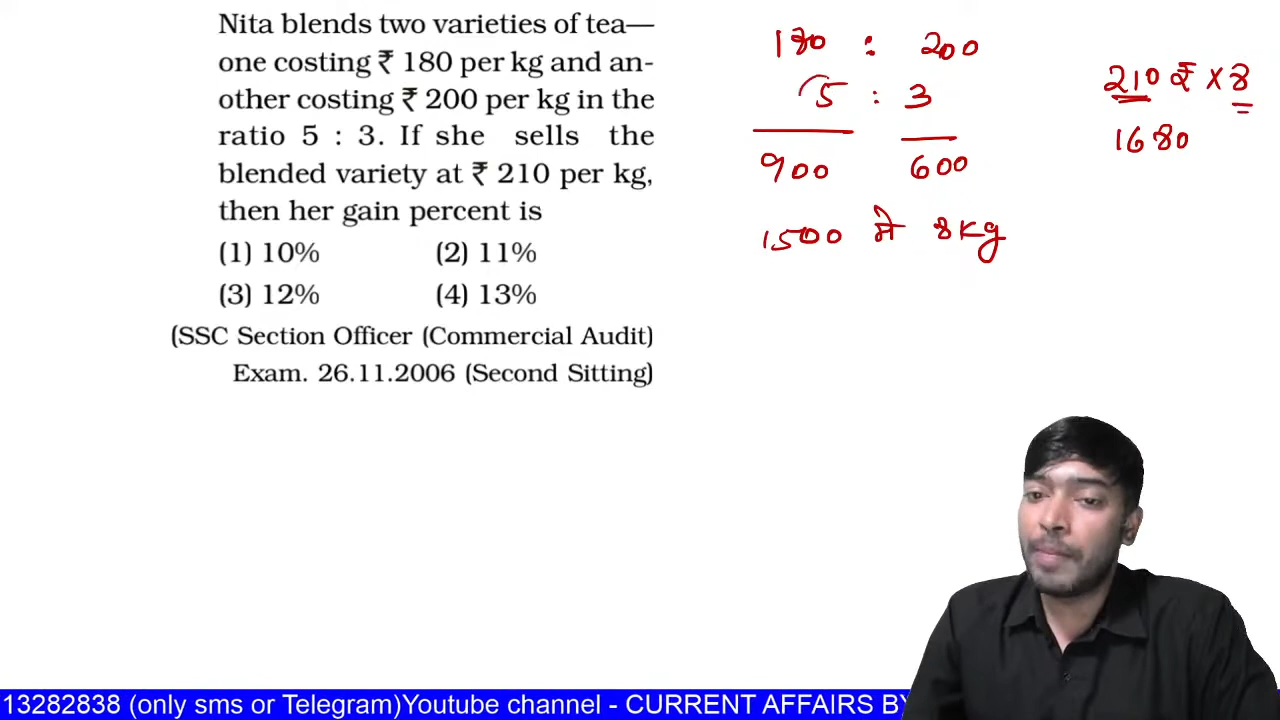 Nita blends two varieties of tea—
one costing ₹ 180 per kg and an-
other costing ₹ 200 per kg in the
ratio 5 : 3. If she sells the
blended variety at ₹ 210 per kg,
then her gain percent is
(1) 10% (2) 11%
(3) 12% (4) 13%
(SSC Section Officer (Commercial Audit)
Exam. 26.11.2006 (Second Sitting)
180 : 200
5 : 3
900 600
1500 में 8 Kg
210 ₹ × 8
1680
13282838 (only sms or Telegram)Youtube channel - CURRENT AFFAIRS BY